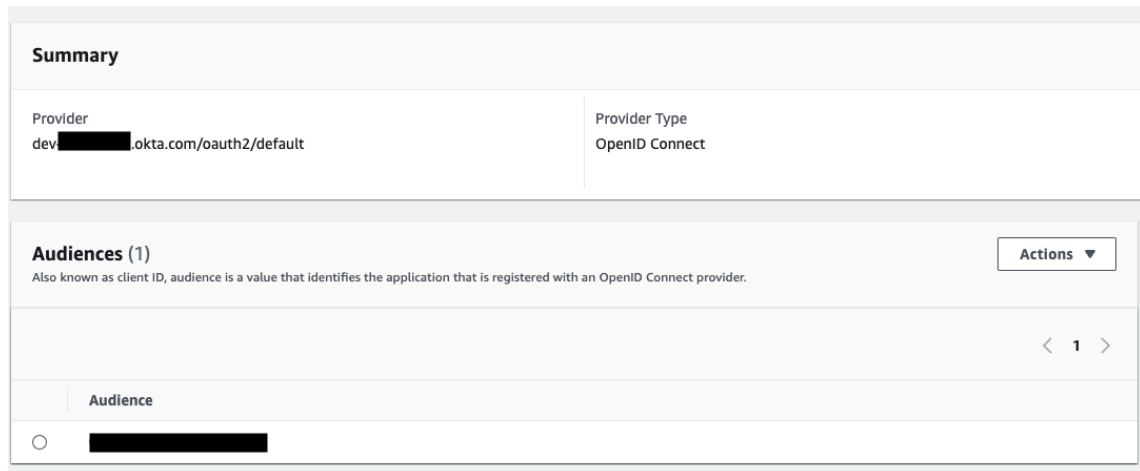 Summary
Provider
Provider Type
dev-.okta.com/oauth2/default
OpenID Connect
Audiences (1)
Actions ▼
Also known as client ID, audience is a value that identifies the application that is registered with an OpenID Connect provider.
< 1 >
Audience